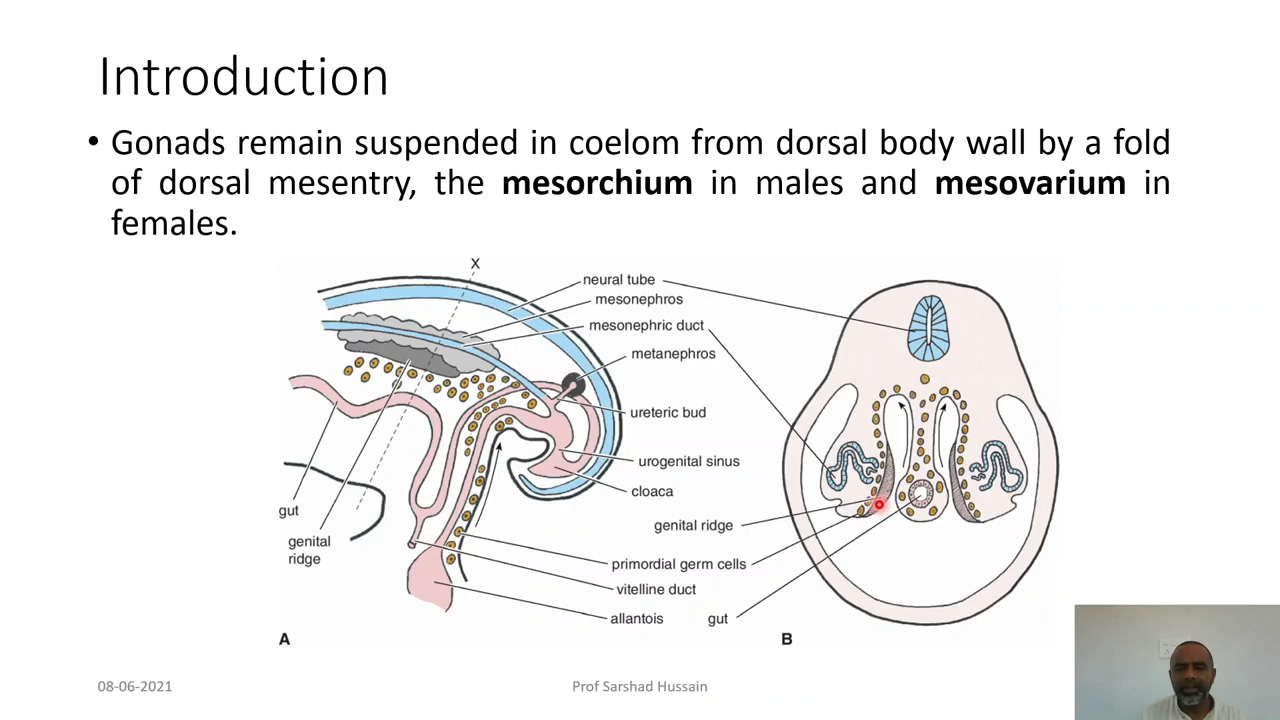 Introduction
• Gonads remain suspended in coelom from dorsal body wall by a fold
of dorsal mesentry, the mesorchium in males and mesovarium in
females.
X
neural tube
mesonephros
mesonephric duct
metanephros
ureteric bud
urogenital sinus
cloaca
gut
genital ridge
genital
ridge
primordial germ cells
vitelline duct
allantois
gut
A
B
08-06-2021
Prof Sarshad Hussain